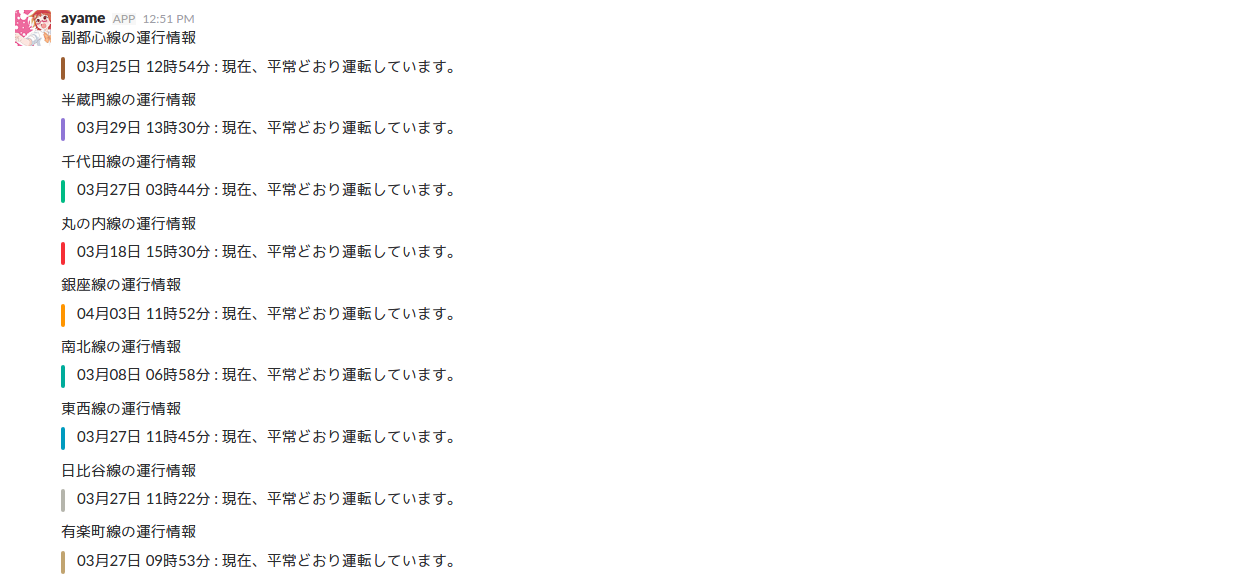 ayame APP 12:51 PM
副都心線の運行情報
03月25日 12時54分 : 現在、平常どおり運転しています。
半蔵門線の運行情報
03月29日 13時30分 : 現在、平常どおり運転しています。
千代田線の運行情報
03月27日 03時44分 : 現在、平常どおり運転しています。
丸の内線の運行情報
03月18日 15時30分 : 現在、平常どおり運転しています。
銀座線の運行情報
04月03日 11時52分 : 現在、平常どおり運転しています。
南北線の運行情報
03月08日 06時58分 : 現在、平常どおり運転しています。
東西線の運行情報
03月27日 11時45分 : 現在、平常どおり運転しています。
日比谷線の運行情報
03月27日 11時22分 : 現在、平常どおり運転しています。
有楽町線の運行情報
03月27日 09時53分 : 現在、平常どおり運転しています。